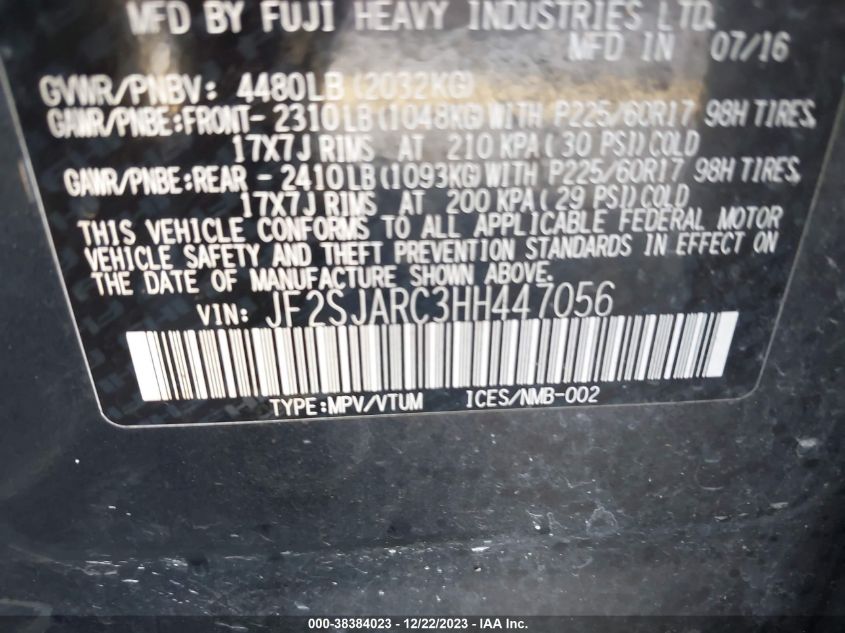 MFD BY FUJI HEAVY INDUSTRIES LTD.
MFD IN 07/16
GVWR/PNBV: 4480LB(2032KG)
GAWR/PNBE:FRONT- 2310LB(1048KG)WITH P225/60R17 98H TIRES,
17X7J RIMS AT 210 KPA(30 PSI)COLD
GAWR/PNBE:REAR - 2410LB(1093KG)WITH P225/60R17 98H TIRES,
17X7J RIMS AT 200 KPA(29 PSI)COLD
THIS VEHICLE CONFORMS TO ALL APPLICABLE FEDERAL MOTOR
VEHICLE SAFETY AND THEFT PREVENTION STANDARDS IN EFFECT ON
THE DATE OF MANUFACTURE SHOWN ABOVE.
VIN: JF2SJARC3HH447056
TYPE:MPV/VTUM ICES/NMB-002
000-38384023 - 12/22/2023 - IAA Inc.